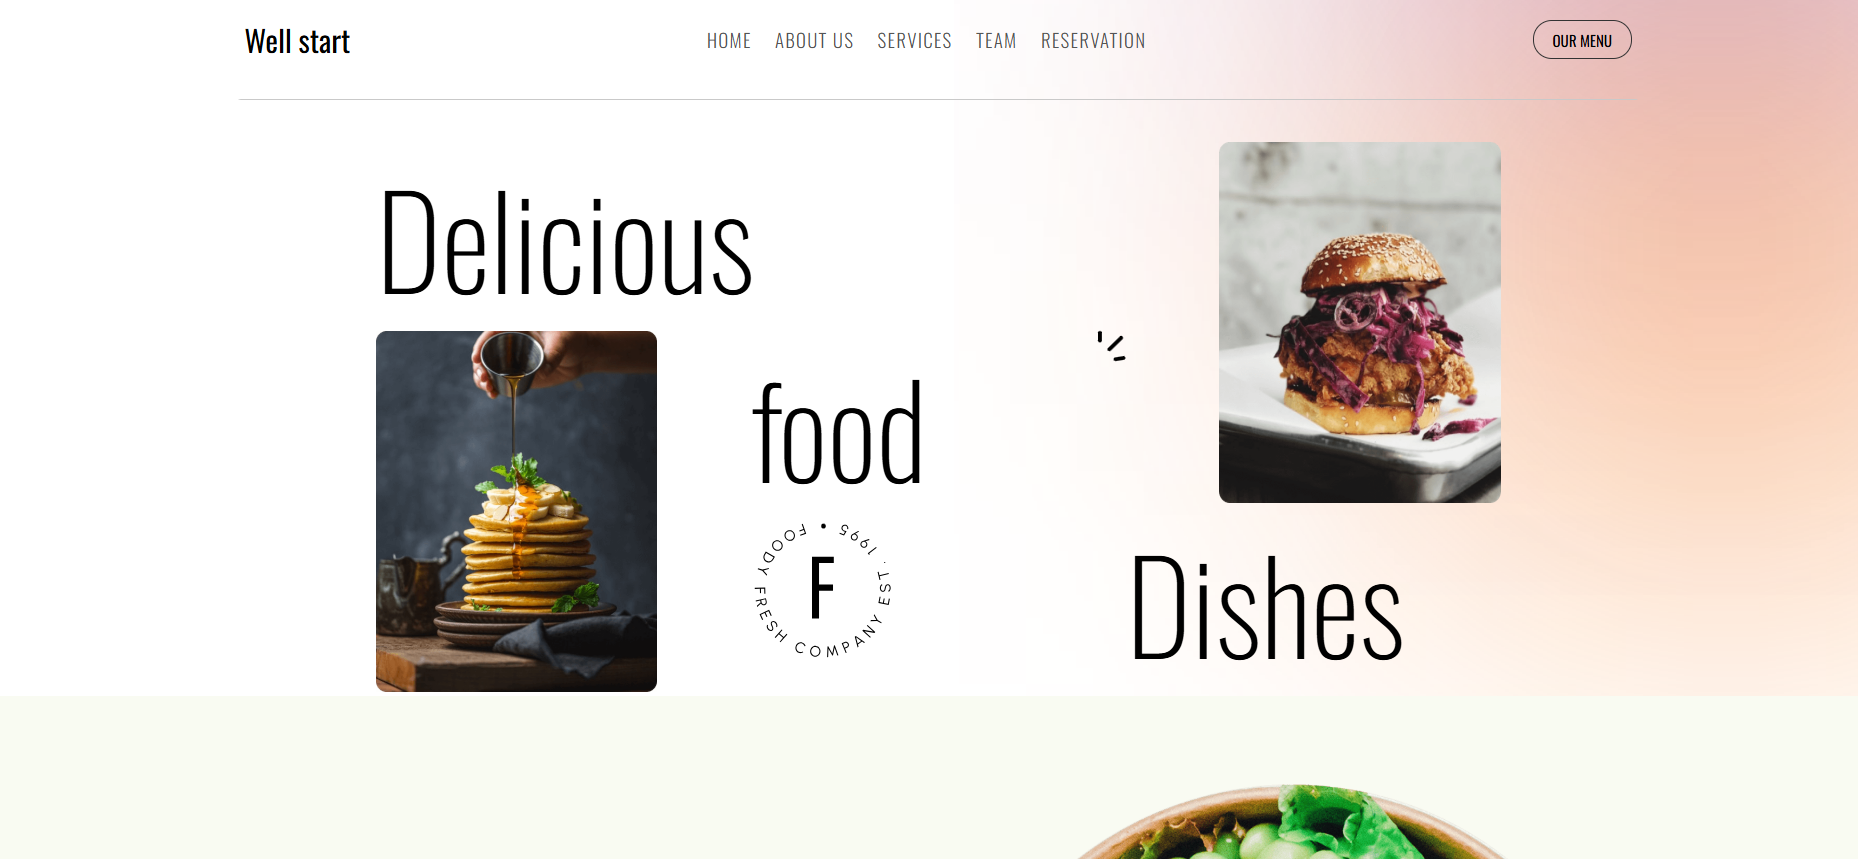 Well start
HOME
ABOUT US
SERVICES
TEAM
RESERVATION
OUR MENU
Delicious
food
FOODY FRESH COMPANY EST . 1995 •
F
Dishes